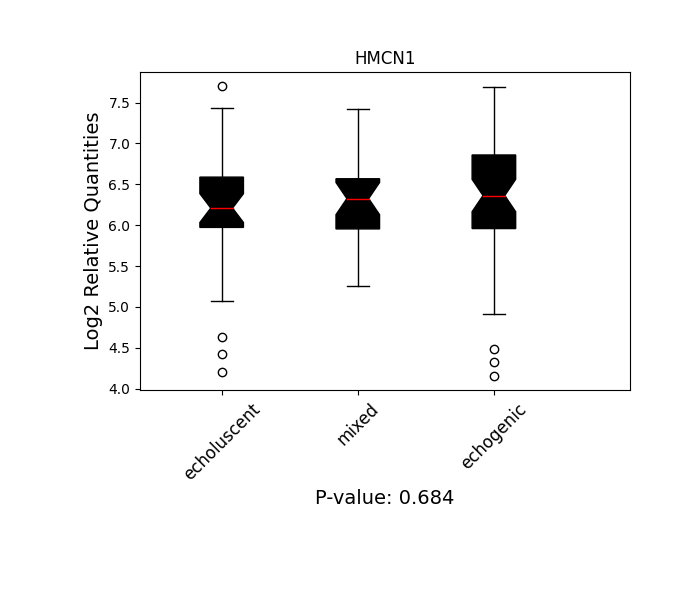 HMCN1
Log2 Relative Quantities
7.5
7.0
6.5
6.0
5.5
5.0
4.5
4.0
echoluscent
mixed
echogenic
P-value: 0.684